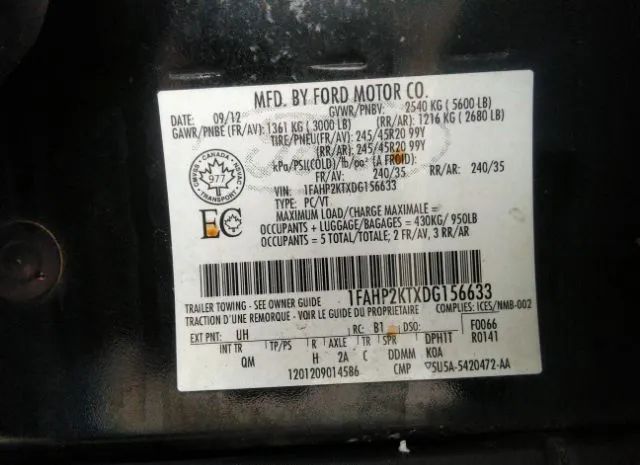 MFD. BY FORD MOTOR CO.
DATE: 09/12 GVWR/PNBV: 2540 KG ( 5600 LB)
GAWR/PNBE (FR/AV): 1361 KG ( 3000 LB) (RR/AR): 1216 KG ( 2680 LB)
TIRE/PNEU(FR/AV): 245/45R20 99Y
(RR/AR): 245/45R20 99Y
kPa/PSI(COLD)/lb/po² (A FROID):
FR/AV: 240/35 RR/AR: 240/35
VIN: 1FAHP2KTXDG156633
TYPE: PC/VT
MAXIMUM LOAD/CHARGE MAXIMALE =
OCCUPANTS + LUGGAGE/BAGAGES = 430KG/ 950LB
OCCUPANTS = 5 TOTAL/TOTALE; 2 FR/AV, 3 RR/AR
CANADA
977
TRANSPORT
EC
1FAHP2KTXDG156633
TRAILER TOWING - SEE OWNER GUIDE
TRACTION D'UNE REMORQUE - VOIR LE GUIDE DU PROPRIETAIRE COMPLIES: ICES/NMB-002
EXT PNT: UH RC: B1 DSO: F0066
INT TR TP/PS R AXLE TR SPR DPH1T R0141
QM H 2A C DDMM KOA
1201209014586 CMP 5U5A-5420472-AA